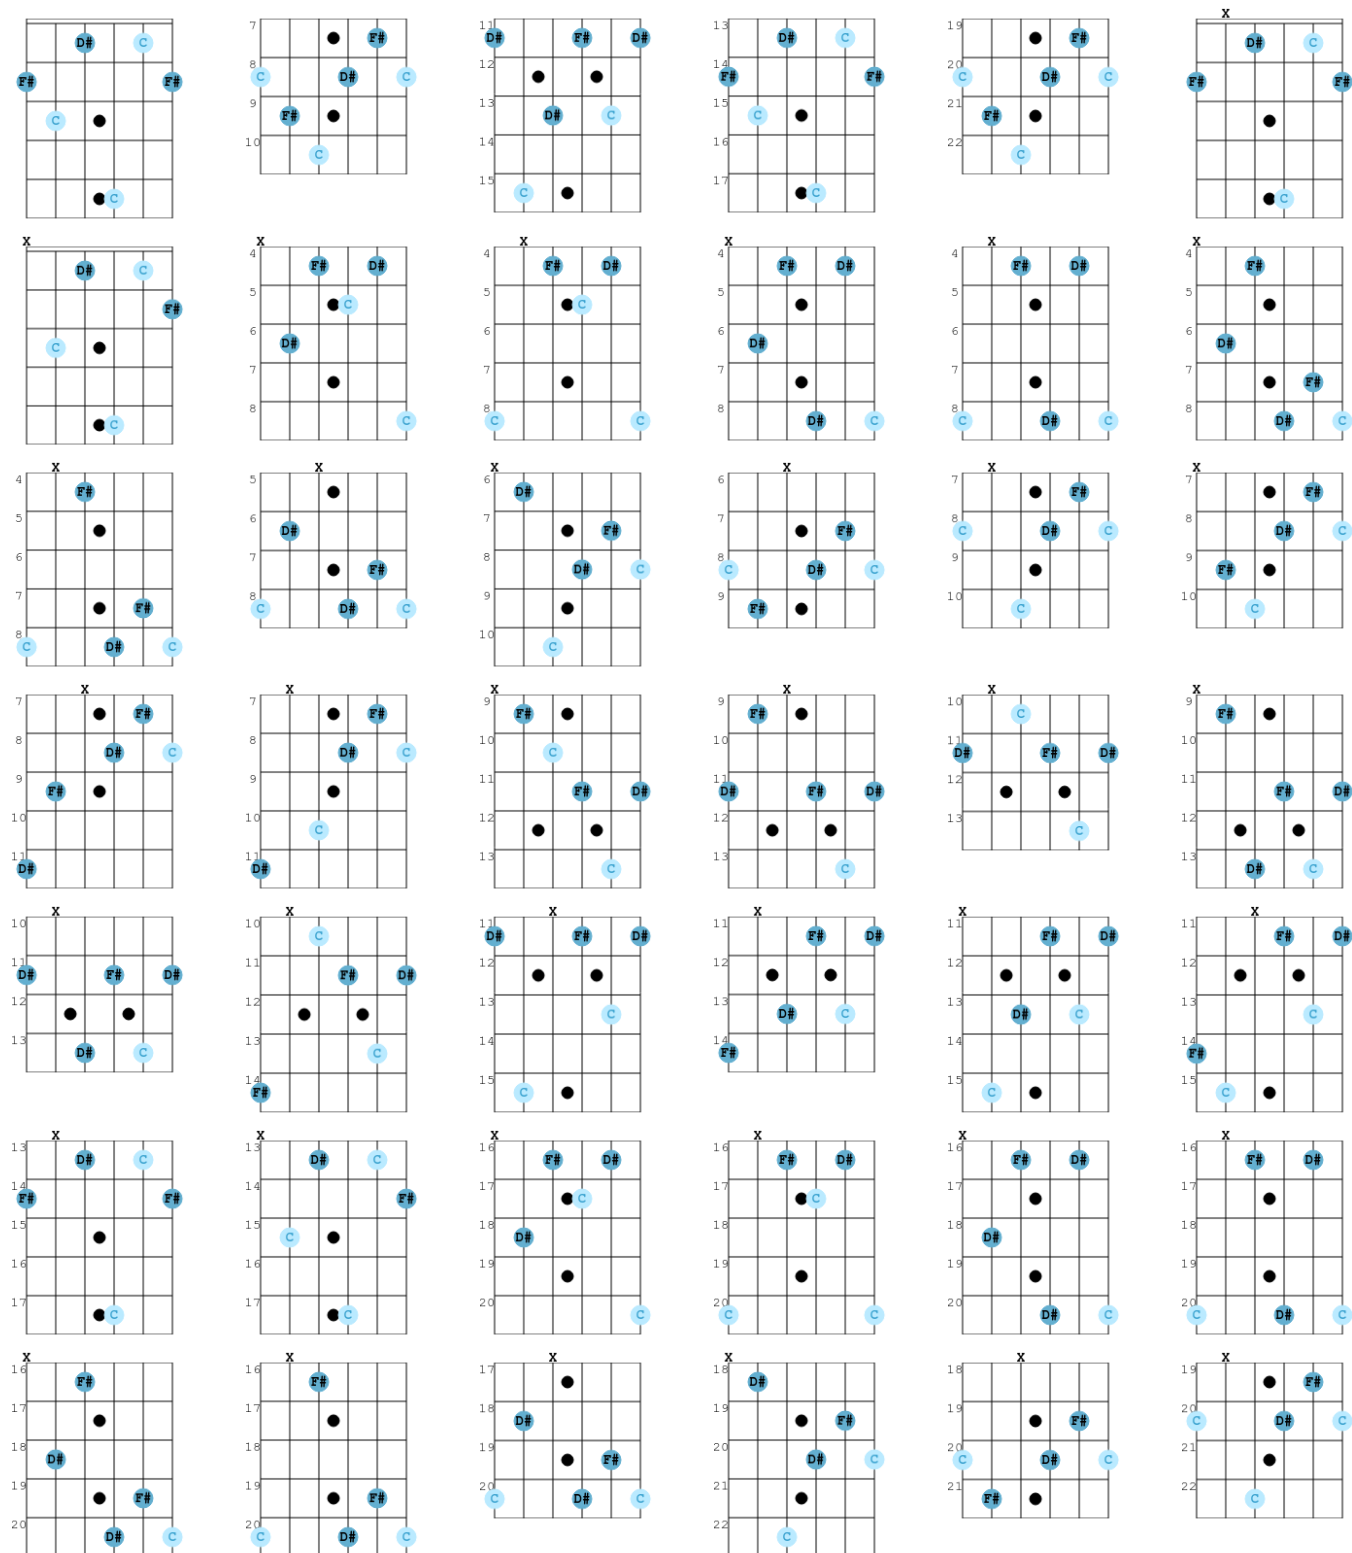 D# C
F# F#
C
C
7 F#
8 C D# C
9 F#
10 C
11 D# F# D#
12
13 D# C
14
15 C
13 D# C
14 F# F#
15 C
16
17 C
19 F#
20 C D# C
21 F#
22 C
X
D# C
F# F#
C
X
D# C
F#
C
C
X
4 F# D#
5 C
6 D#
7
8 C
X
4 F# D#
5 C
6
7
8 C C
X
4 F# D#
5
6 D#
7
8 D# C
X
4 F# D#
5
6
7
8 C D# C
X
4 F#
5
6 D#
7 F#
8 D# C
X
4 F#
5
6
7 F#
8 C D# C
X
5
6 D#
7 F#
8 C D# C
X
6 D#
7 F#
8 D# C
9
10 C
X
6
7 F#
8 C D# C
9 F#
X
7 F#
8 C D# C
9
10 C
X
7 F#
8 D# C
9 F#
10 C
X
7 F#
8 D# C
9 F#
10
11 D#
X
7 F#
8 D# C
9
10 C
11 D#
X
9 F#
10 C
11 F# D#
12
13 C
X
9 F#
10
11 D# F# D#
12
13 C
X
10 C
11 D# F# D#
12
13 C
X
9 F#
10
11 F# D#
12
13 D# C
X
10
11 D# F# D#
12
13 D# C
X
10 C
11 F# D#
12
13 C
14 F#
X
11 D# F# D#
12
13 C
14
15 C
X
11 F# D#
12
13 D# C
14 F#
X
11 F# D#
12
13 D# C
14
15 C
X
11 F# D#
12
13 C
14 F#
15 C
X
13 D# C
14 F# F#
15
16
17 C
X
13 D# C
14 F#
15 C
16
17 C
X
16 F# D#
17 C
18 D#
19
20 C
X
16 F# D#
17 C
18
19
20 C C
X
16 F# D#
17
18 D#
19
20 D# C
X
16 F# D#
17
18
19
20 C D# C
X
16 F#
17
18 D#
19 F#
20 D# C
X
16 F#
17
18
19 F#
20 C D# C
X
17
18 D#
19 F#
20 C D# C
X
18 D#
19 F#
20 D# C
21
22 C
X
18
19 F#
20 C D# C
21 F#
X
19 F#
20 C D# C
21
22 C